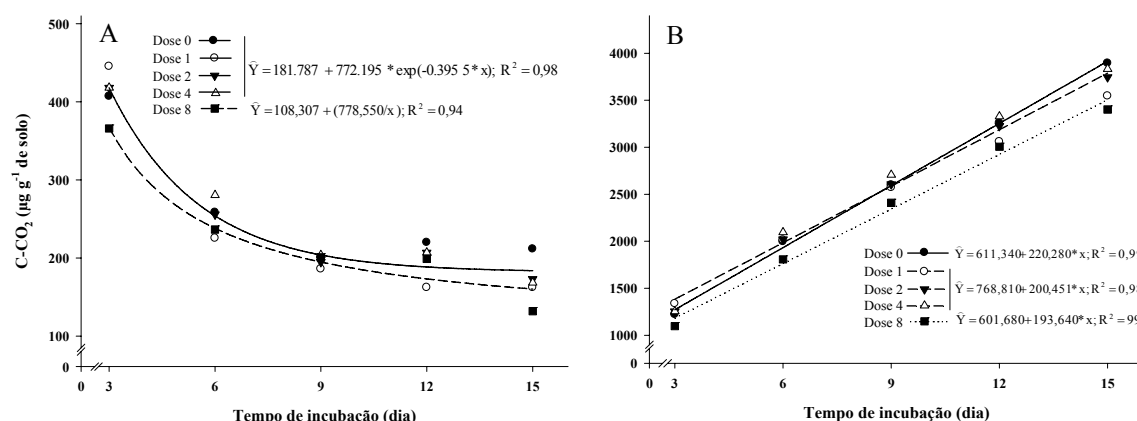 A
C-CO₂ (µg g⁻¹ de solo)
500
400
300
200
100
0
Dose 0
Dose 1
Dose 2
Dose 4
Dose 8
Ŷ=181.787 + 772.195 *exp(-0.395 5* x); R² = 0,98
Ŷ=108,307 + (778,550/x); R² = 0,94
0 3 6 9 12 15
Tempo de incubação (dia)
B
4000
3500
3000
2500
2000
1500
1000
0
Dose 0
Dose 1
Dose 2
Dose 4
Dose 8
Ŷ=611,340+220,280* x; R² = 0,99
Ŷ=768,810+200,451* x; R² = 0,98
Ŷ=601,680+193,640* x; R² = 99
0 3 6 9 12 15
Tempo de incubação (dia)